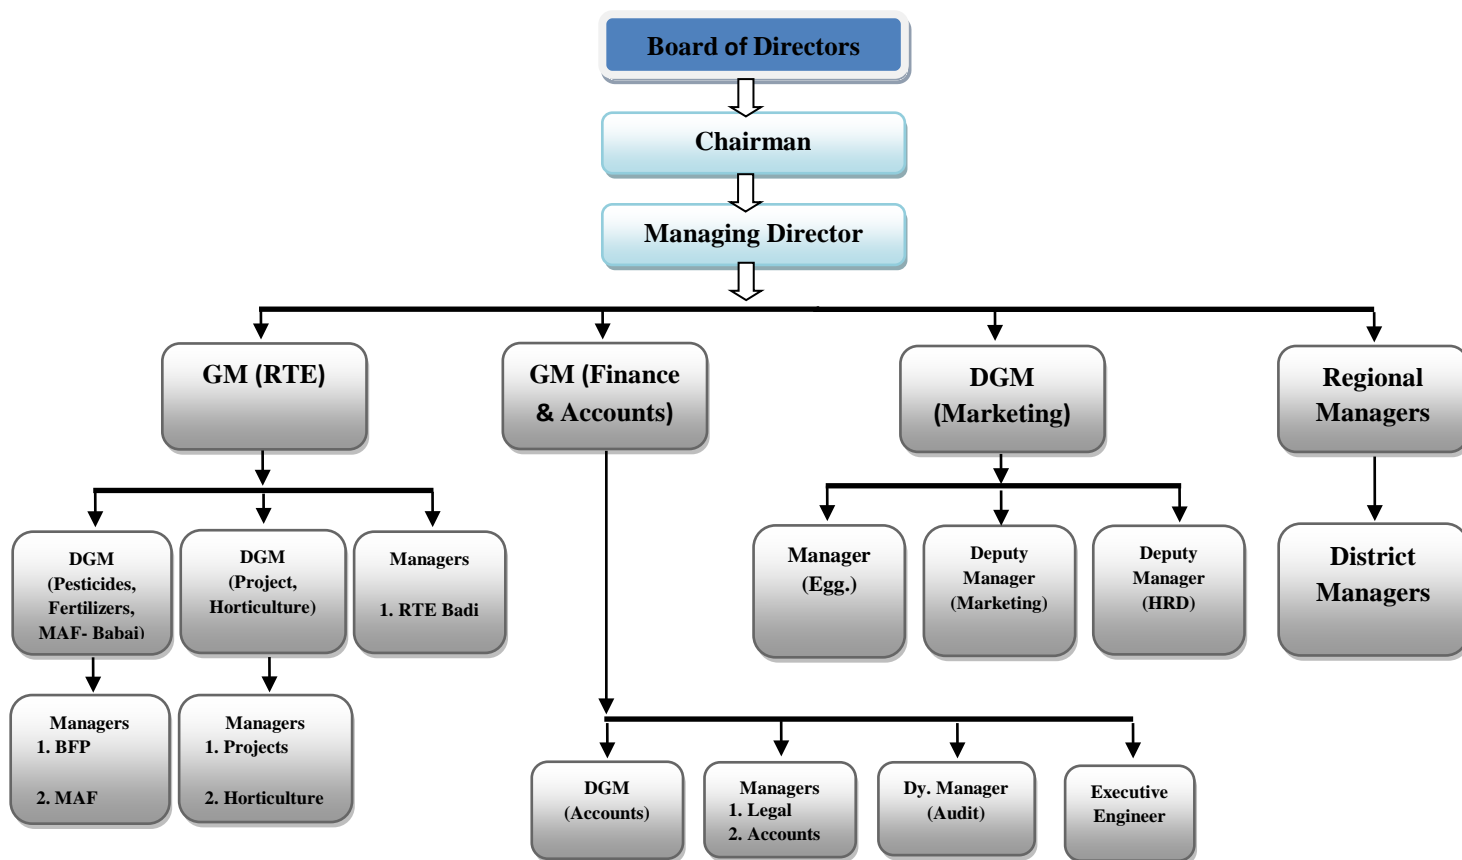 Board of Directors
Chairman
Managing Director
GM (RTE)
GM (Finance
& Accounts)
DGM
(Marketing)
Regional
Managers
DGM
(Pesticides,
Fertilizers,
MAF- Babai)
DGM
(Project,
Horticulture)
Managers
1. RTE Badi
Manager
(Egg.)
Deputy
Manager
(Marketing)
Deputy
Manager
(HRD)
District
Managers
Managers
1. BFP
2. MAF
Managers
1. Projects
2. Horticulture
DGM
(Accounts)
Managers
1. Legal
2. Accounts
Dy. Manager
(Audit)
Executive
Engineer